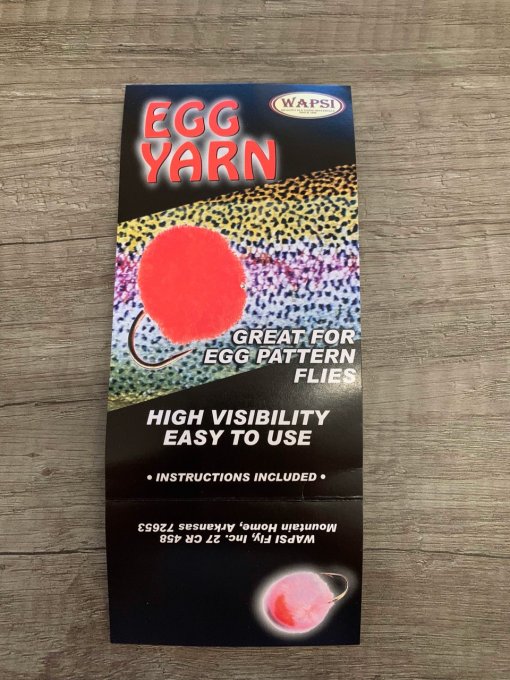 EGG
YARN
WAPSI
GREAT FOR
EGG PATTERN
FLIES
HIGH VISIBILITY
EASY TO USE
• INSTRUCTIONS INCLUDED •
WAPSI Fly, Inc. 27 CR 458
Mountain Home, Arkansas 72653